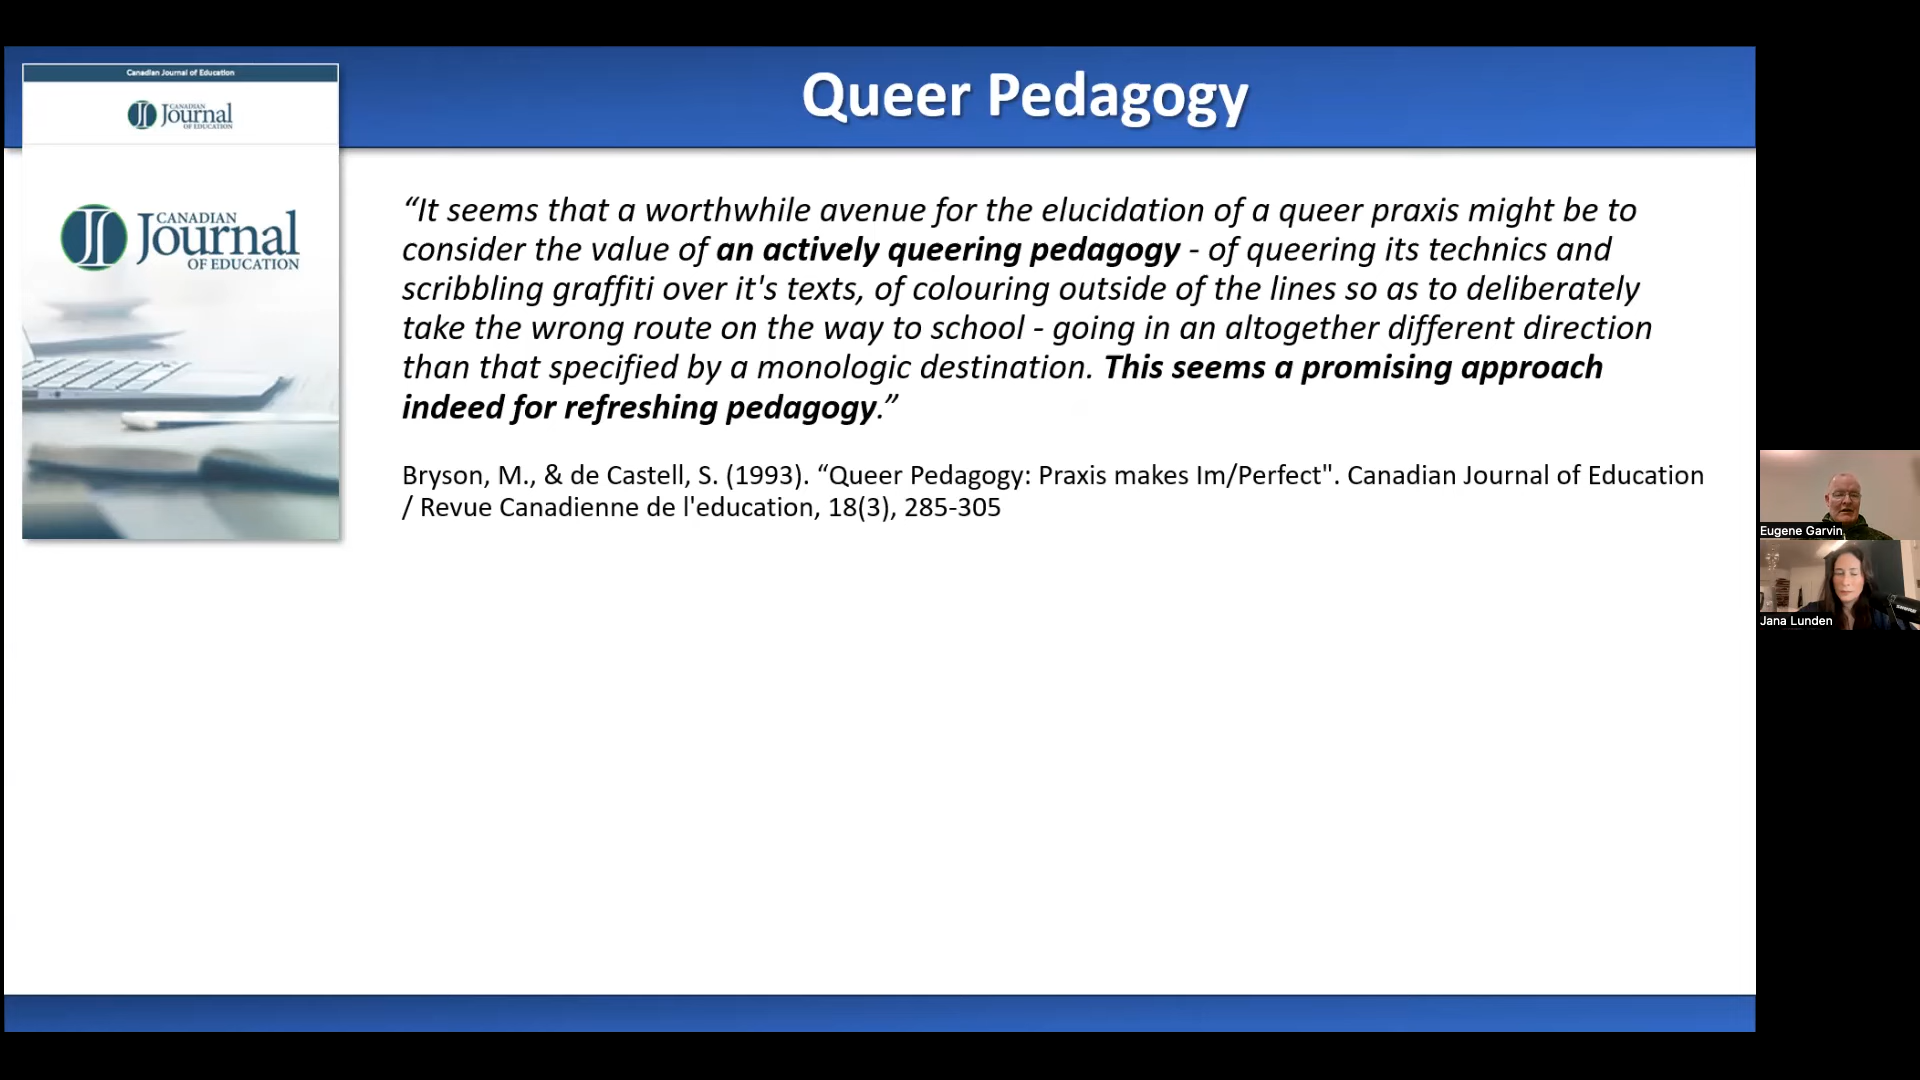 Canadian Journal of Education
CANADIAN
Journal
OF EDUCATION
CANADIAN
Journal
OF EDUCATION
Queer Pedagogy
“It seems that a worthwhile avenue for the elucidation of a queer praxis might be to
consider the value of an actively queering pedagogy - of queering its technics and
scribbling graffiti over it's texts, of colouring outside of the lines so as to deliberately
take the wrong route on the way to school - going in an altogether different direction
than that specified by a monologic destination. This seems a promising approach
indeed for refreshing pedagogy.”
Bryson, M., & de Castell, S. (1993). “Queer Pedagogy: Praxis makes Im/Perfect". Canadian Journal of Education
/ Revue Canadienne de l'education, 18(3), 285-305
Eugene Garvin
SHURE
Jana Lunden